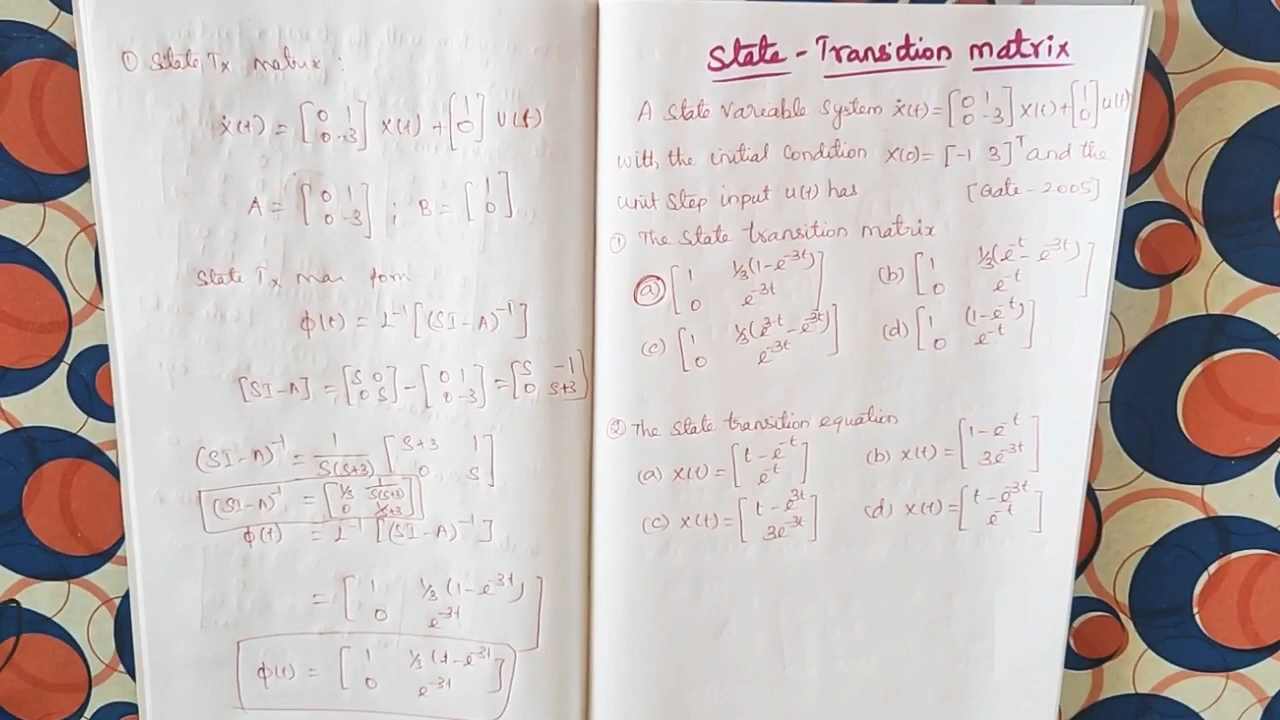 ① State Tx matrix :
ẋ(t) = [0 1; 0 -3] x(t) + [1; 0] u(t)
A = [0 1; 0 -3] ; B = [1; 0]
State Tx max form
ϕ(t) = L⁻¹ [(SI-A)⁻¹]
[SI-A] = [S 0; 0 S] - [0 1; 0 -3] = [S -1; 0 S+3]
(SI-A)⁻¹ = 1/S(S+3) [S+3 1; 0 S]
(SI-A)⁻¹ = [1/S 1/S(S+3); 0 1/S+3]
ϕ(t) = L⁻¹ [(SI-A)⁻¹]
= [1 1/3(1-e^-3t); 0 e^-3t]
ϕ(t) = [1 1/3(1-e^-3t; 0 e^-3t]
State - Transition matrix
A State Variable System ẋ(t) = [0 1; 0 -3] x(t) + [1; 0] u(t)
with, the initial Condition x(0) = [-1 3]ᵀ and the
unit Step input u(t) has [Gate - 2005]
① The State transition matrix
(a) [1 1/3(1-e^-3t); 0 e^-3t] (b) [1 1/3(e^-t - e^-3t); 0 e^-t]
(c) [1 1/3(e^3-t - e^-3t); 0 e^-3t] (d) [1 (1-e^-t); 0 e^-t]
② The State transition equation
(a) x(t) = [t - e^-t; e^-t] (b) x(t) = [1 - e^-t; 3e^-3t]
(c) x(t) = [t - e^3t; 3e^-3t] (d) x(t) = [t - e^-3t; e^-t]